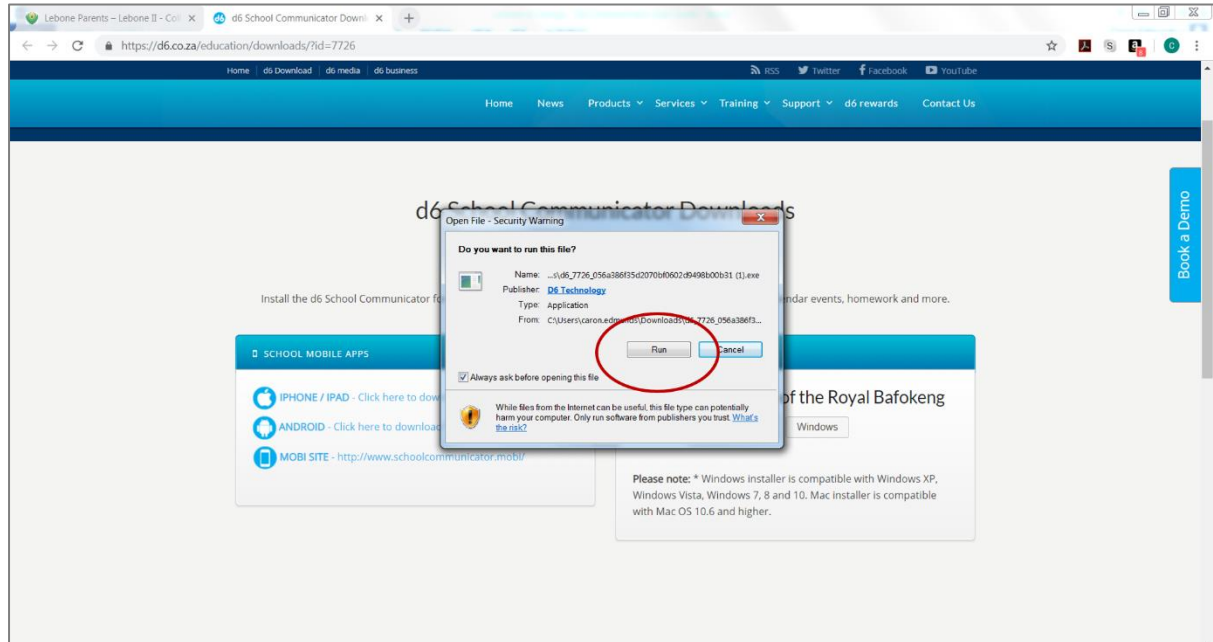 Lebone Parents – Lebone II - Col
d6 School Communicator Downl
https://d6.co.za/education/downloads/?id=7726
Home d6 Download d6 media d6 business
RSS Twitter Facebook YouTube
Home News Products Services Training Support d6 rewards Contact Us
Book a Demo
d6 School Communicator Downloads
Install the d6 School Communicator
endar events, homework and more.
SCHOOL MOBILE APPS
IPHONE / IPAD - Click here to dow
ANDROID - Click here to download
MOBI SITE - http://www.schoolcommunicator.mobi/
of the Royal Bafokeng
Windows
Please note: * Windows installer is compatible with Windows XP,
Windows Vista, Windows 7, 8 and 10. Mac installer is compatible
with Mac OS 10.6 and higher.
Open File - Security Warning
Do you want to run this file?
Name: ...s\d6_7726_056a386f35d2070bf0602d9498b00b31 (1).exe
Publisher: D6 Technology
Type: Application
From: C:\Users\caron.edmunds\Downloads\d6_7726_056a386f3...
Run Cancel
Always ask before opening this file
While files from the Internet can be useful, this file type can potentially
harm your computer. Only run software from publishers you trust. What's
the risk?